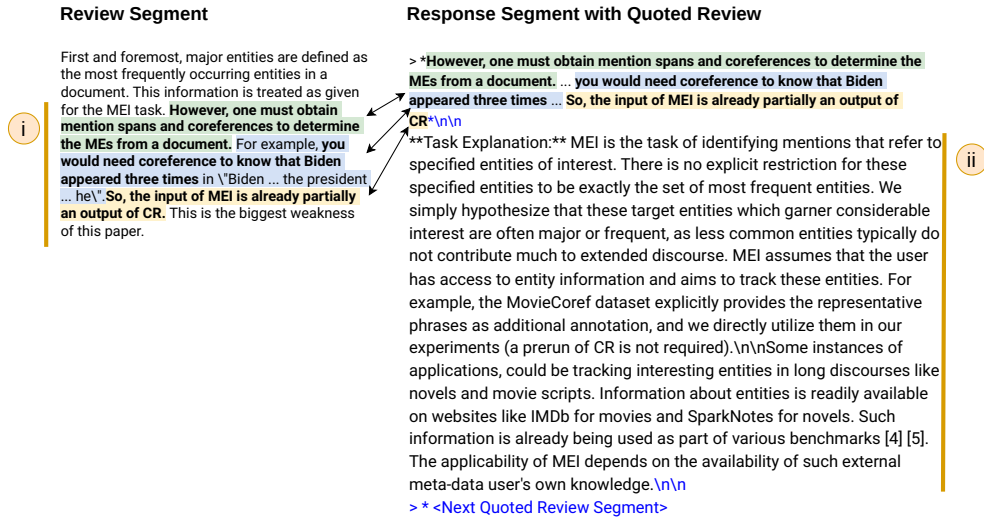 Review Segment
First and foremost, major entities are defined as
the most frequently occurring entities in a
document. This information is treated as given
for the MEI task. However, one must obtain
mention spans and coreferences to determine
the MEs from a document. For example, you
would need coreference to know that Biden
appeared three times in \"Biden ... the president
... he\".So, the input of MEI is already partially
an output of CR. This is the biggest weakness
of this paper.
i
Response Segment with Quoted Review
> *However, one must obtain mention spans and coreferences to determine the
MEs from a document. ... you would need coreference to know that Biden
appeared three times ... So, the input of MEI is already partially an output of
CR*\n\n
**Task Explanation:** MEI is the task of identifying mentions that refer to
specified entities of interest. There is no explicit restriction for these
specified entities to be exactly the set of most frequent entities. We
simply hypothesize that these target entities which garner considerable
interest are often major or frequent, as less common entities typically do
not contribute much to extended discourse. MEI assumes that the user
has access to entity information and aims to track these entities. For
example, the MovieCoref dataset explicitly provides the representative
phrases as additional annotation, and we directly utilize them in our
experiments (a prerun of CR is not required).\n\nSome instances of
applications, could be tracking interesting entities in long discourses like
novels and movie scripts. Information about entities is readily available
on websites like IMDb for movies and SparkNotes for novels. Such
information is already being used as part of various benchmarks [4] [5].
The applicability of MEI depends on the availability of such external
meta-data user's own knowledge.\n\n
> * <Next Quoted Review Segment>
ii